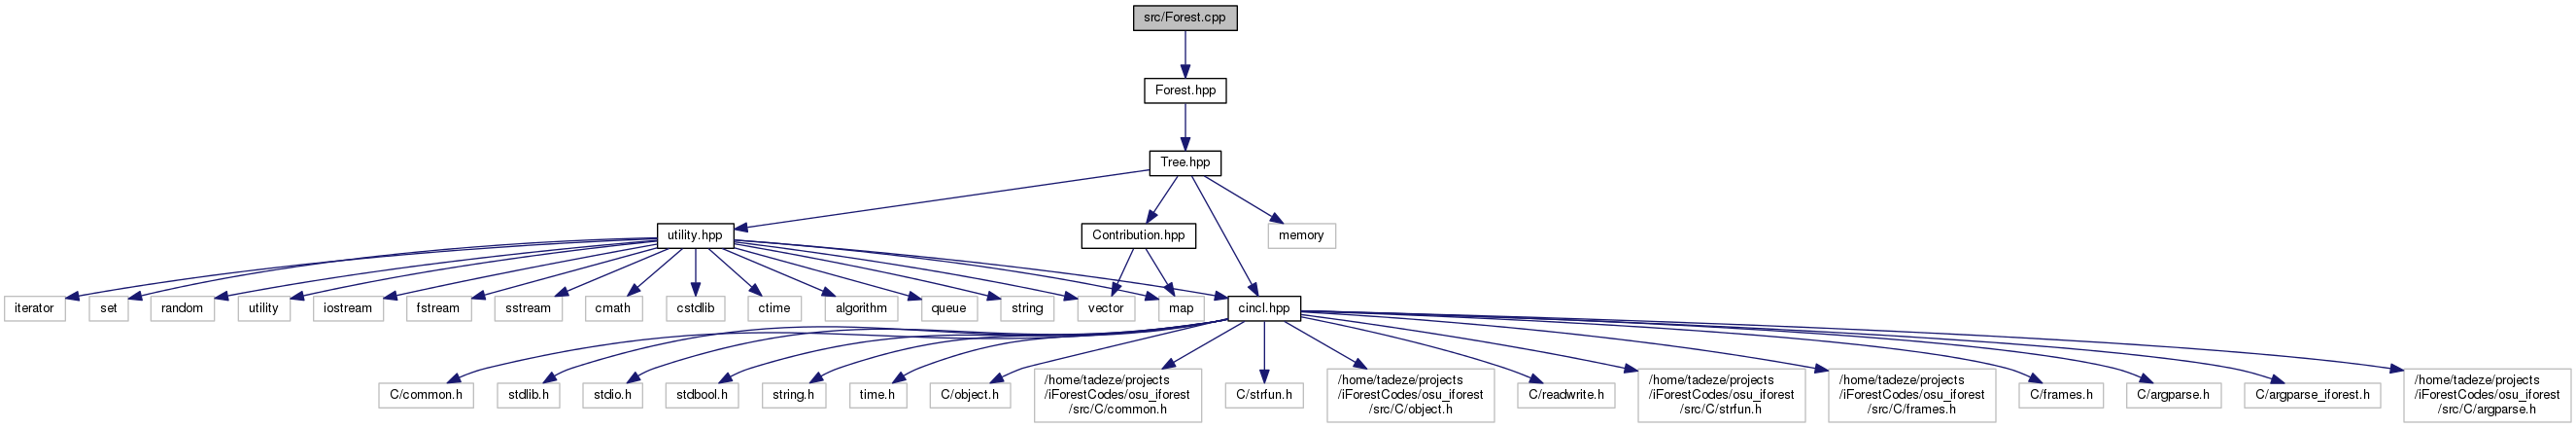 src/Forest.cpp
Forest.hpp
Tree.hpp
utility.hpp
Contribution.hpp
memory
iterator
set
random
utility
iostream
fstream
sstream
cmath
cstdlib
ctime
algorithm
queue
string
vector
map
cincl.hpp
C/common.h
stdlib.h
stdio.h
stdbool.h
string.h
time.h
C/object.h
/home/tadeze/projects
/iForestCodes/osu_iforest
/src/C/common.h
C/strfun.h
/home/tadeze/projects
/iForestCodes/osu_iforest
/src/C/object.h
C/readwrite.h
/home/tadeze/projects
/iForestCodes/osu_iforest
/src/C/strfun.h
/home/tadeze/projects
/iForestCodes/osu_iforest
/src/C/frames.h
C/frames.h
C/argparse.h
C/argparse_iforest.h
/home/tadeze/projects
/iForestCodes/osu_iforest
/src/C/argparse.h